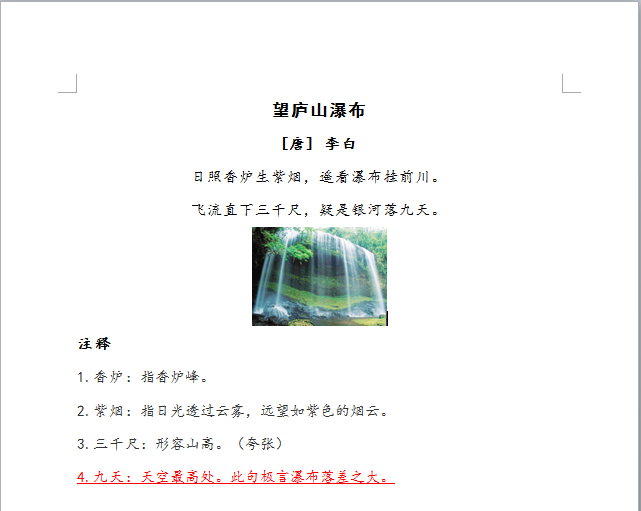 望庐山瀑布
[唐] 李白
日照香炉生紫烟，遥看瀑布挂前川。
飞流直下三千尺，疑是银河落九天。
注释
1.香炉：指香炉峰。
2.紫烟：指日光透过云雾，远望如紫色的烟云。
3.三千尺：形容山高。（夸张）
4.九天：天空最高处。此句极言瀑布落差之大。